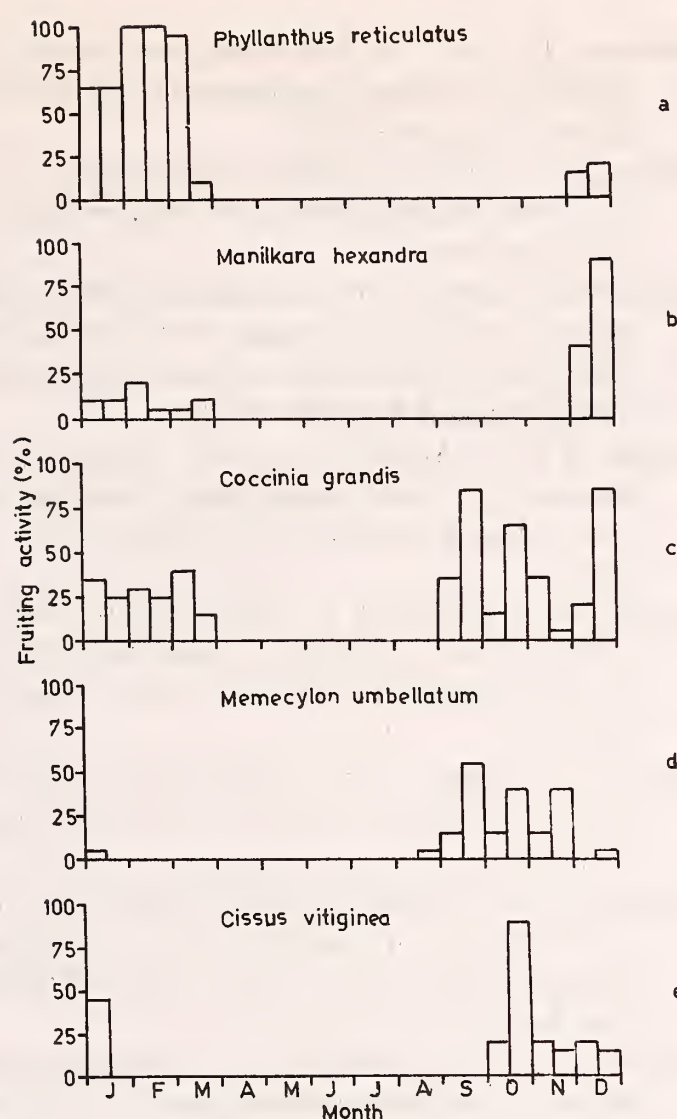 Phyllanthus reticulatus
100
75
50
25
0
a
Manilkara hexandra
100
75
50
25
0
b
Coccinia grandis
100
75
50
25
0
c
Fruiting activity (%)
Memecylon umbellatum
100
75
50
25
0
d
Cissus vitiginea
100
75
50
25
0
e
J F M A M J J A S O N D
Month